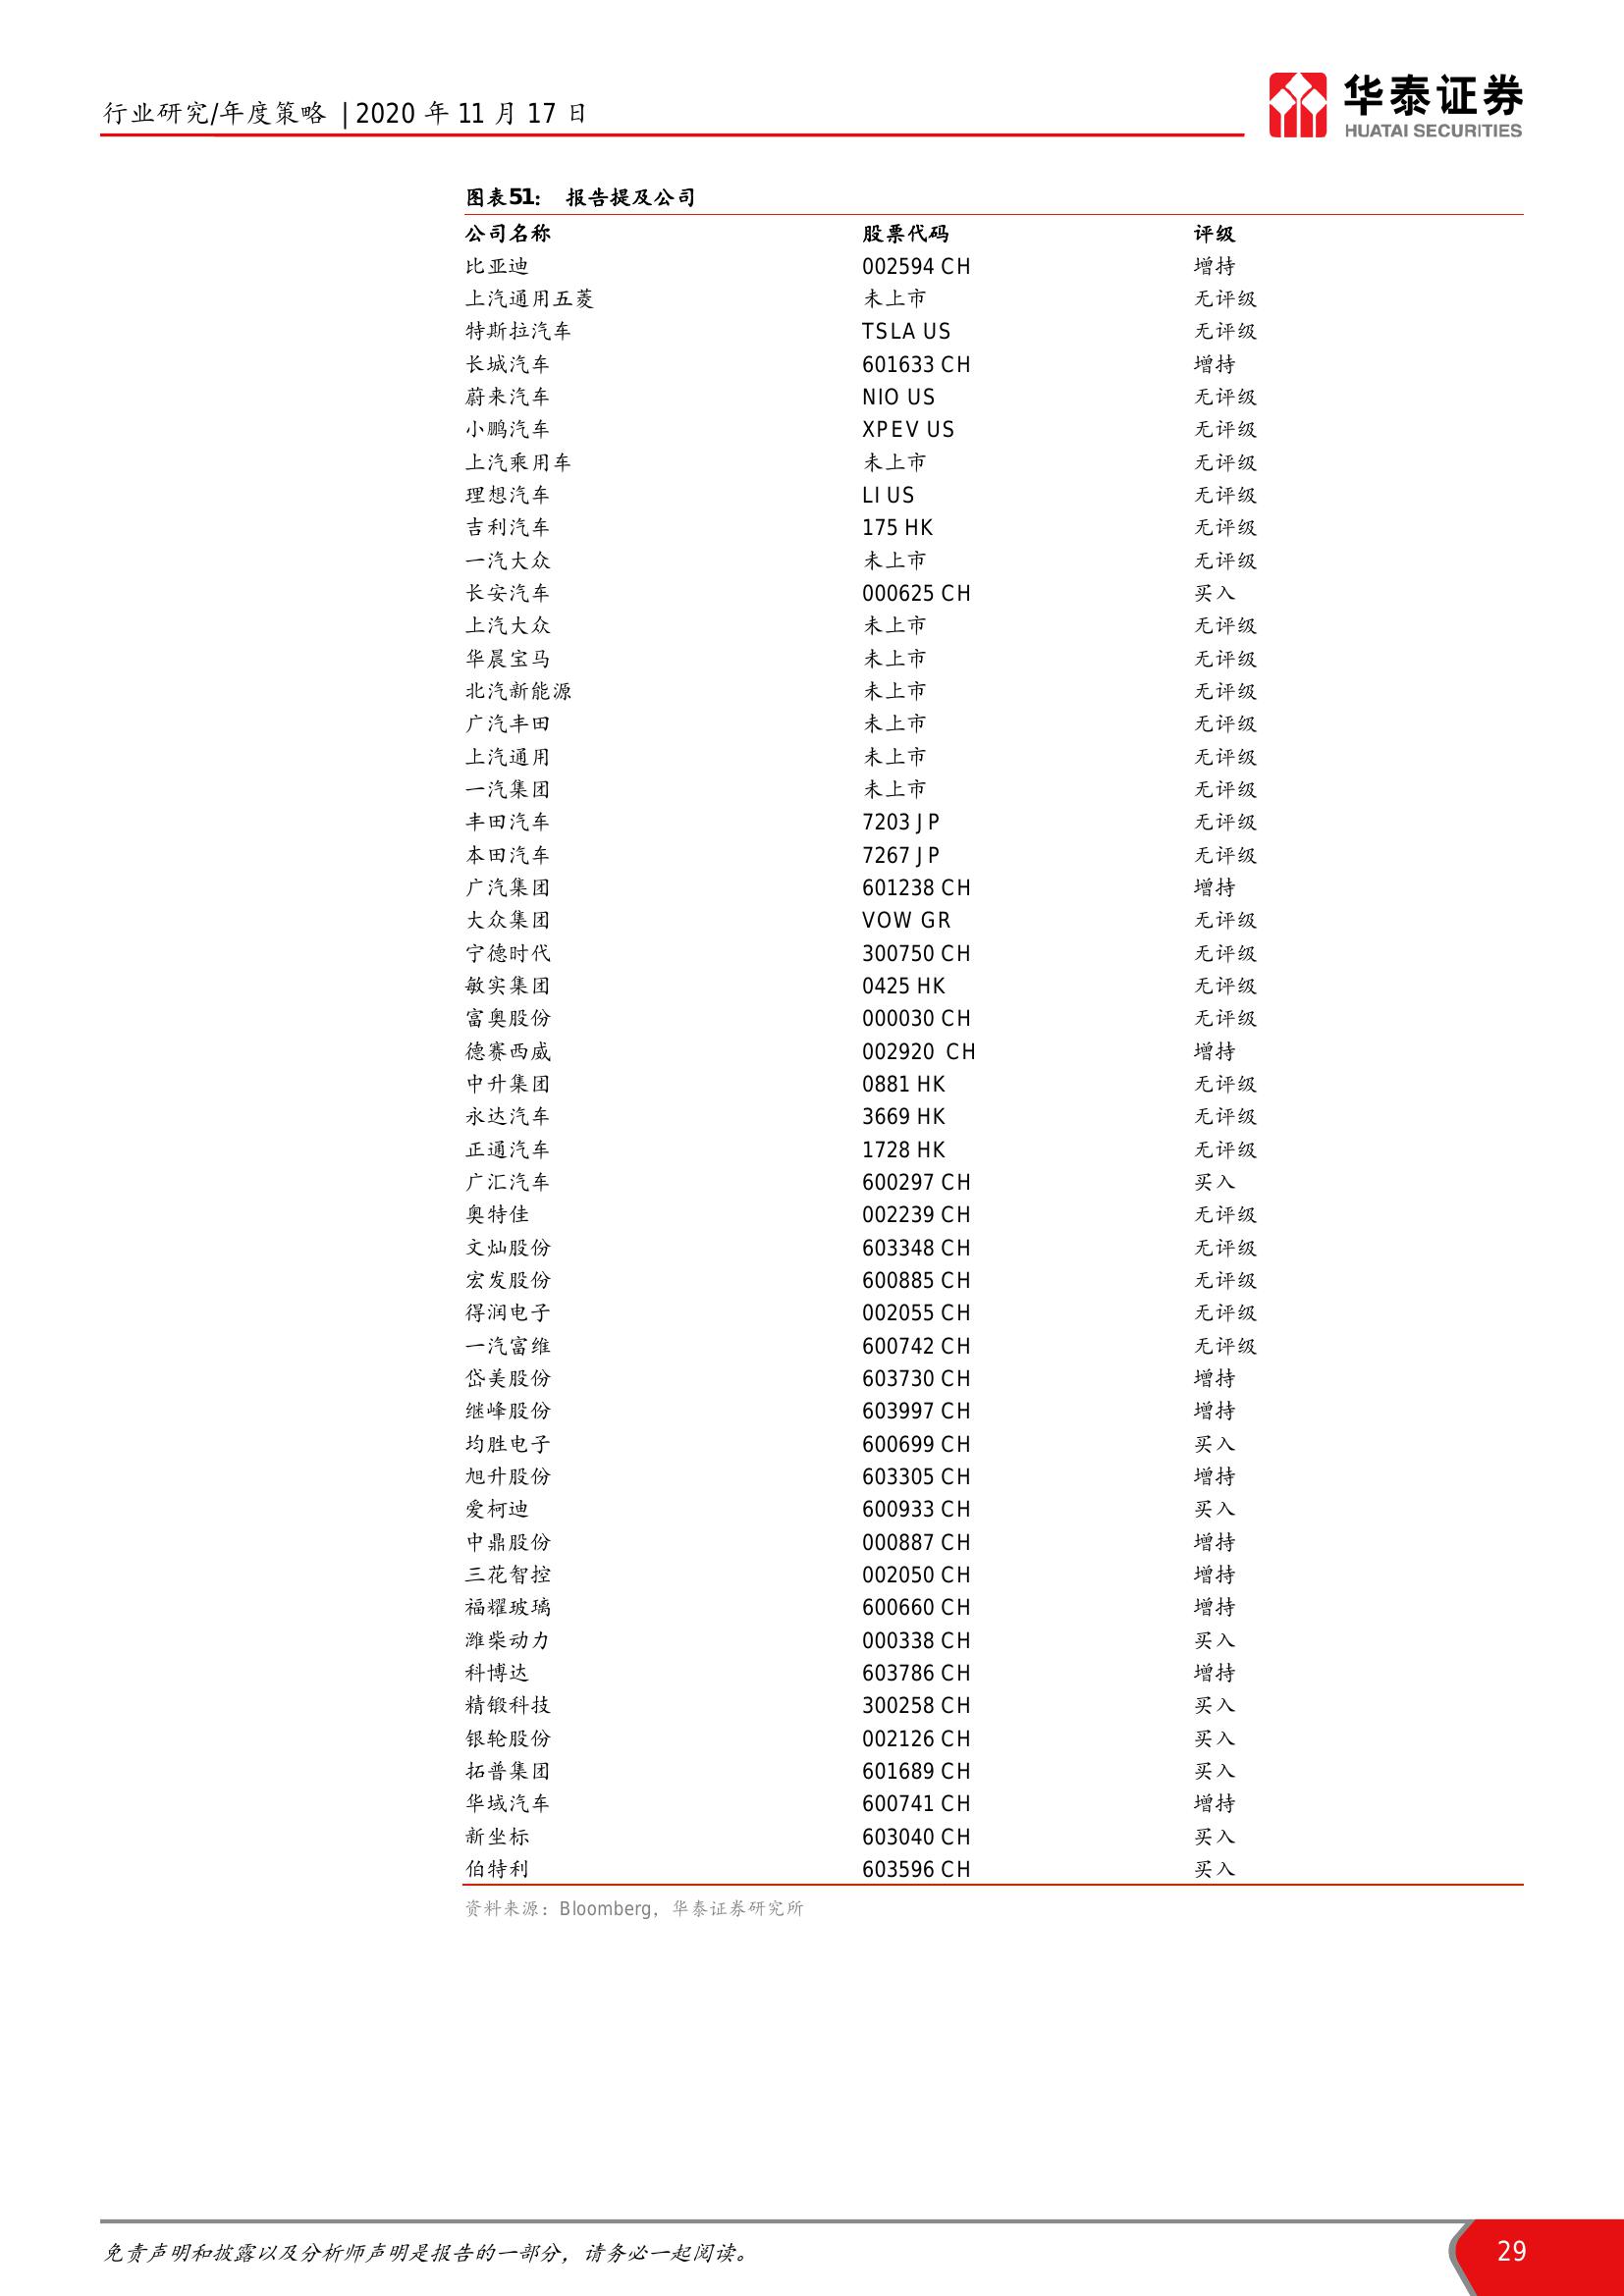 行业研究/年度策略 | 2020 年 11 月 17 日
华泰证券
HUATAI SECURITIES
图表51： 报告提及公司
公司名称 股票代码 评级
比亚迪 002594 CH 增持
上汽通用五菱 未上市 无评级
特斯拉汽车 TSLA US 无评级
长城汽车 601633 CH 增持
蔚来汽车 NIO US 无评级
小鹏汽车 XPEV US 无评级
上汽乘用车 未上市 无评级
理想汽车 LI US 无评级
吉利汽车 175 HK 无评级
一汽大众 未上市 无评级
长安汽车 000625 CH 买入
上汽大众 未上市 无评级
华晨宝马 未上市 无评级
北汽新能源 未上市 无评级
广汽丰田 未上市 无评级
上汽通用 未上市 无评级
一汽集团 未上市 无评级
丰田汽车 7203 JP 无评级
本田汽车 7267 JP 无评级
广汽集团 601238 CH 增持
大众集团 VOW GR 无评级
宁德时代 300750 CH 无评级
敏实集团 0425 HK 无评级
富奥股份 000030 CH 无评级
德赛西威 002920 CH 增持
中升集团 0881 HK 无评级
永达汽车 3669 HK 无评级
正通汽车 1728 HK 无评级
广汇汽车 600297 CH 买入
奥特佳 002239 CH 无评级
文灿股份 603348 CH 无评级
宏发股份 600885 CH 无评级
得润电子 002055 CH 无评级
一汽富维 600742 CH 无评级
岱美股份 603730 CH 增持
继峰股份 603997 CH 增持
均胜电子 600699 CH 买入
旭升股份 603305 CH 增持
爱柯迪 600933 CH 买入
中鼎股份 000887 CH 增持
三花智控 002050 CH 增持
福耀玻璃 600660 CH 增持
潍柴动力 000338 CH 买入
科博达 603786 CH 增持
精锻科技 300258 CH 买入
银轮股份 002126 CH 买入
拓普集团 601689 CH 买入
华域汽车 600741 CH 增持
新坐标 603040 CH 买入
伯特利 603596 CH 买入
资料来源：Bloomberg，华泰证券研究所
免责声明和披露以及分析师声明是报告的一部分，请务必一起阅读。
29